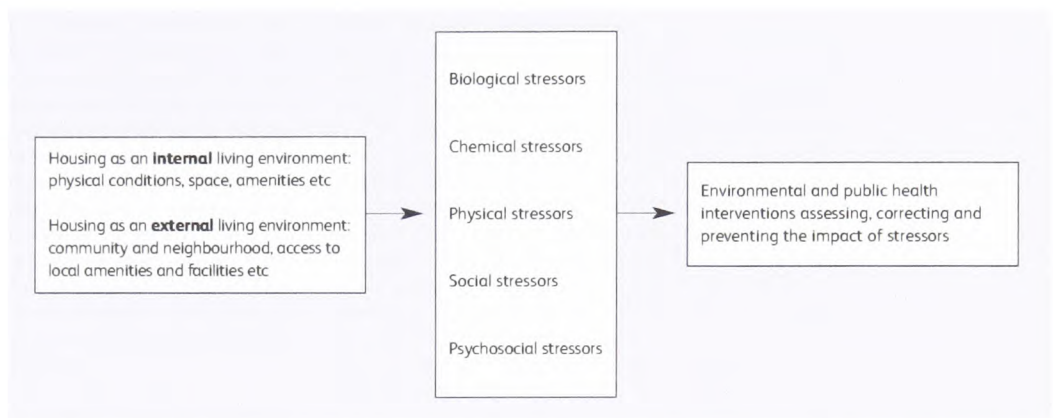 Housing as an internal living environment:
physical conditions, space, amenities etc
Housing as an external living environment:
community and neighbourhood, access to
local amenities and facilities etc
Biological stressors
Chemical stressors
Physical stressors
Social stressors
Psychosocial stressors
Environmental and public health
interventions assessing, correcting and
preventing the impact of stressors